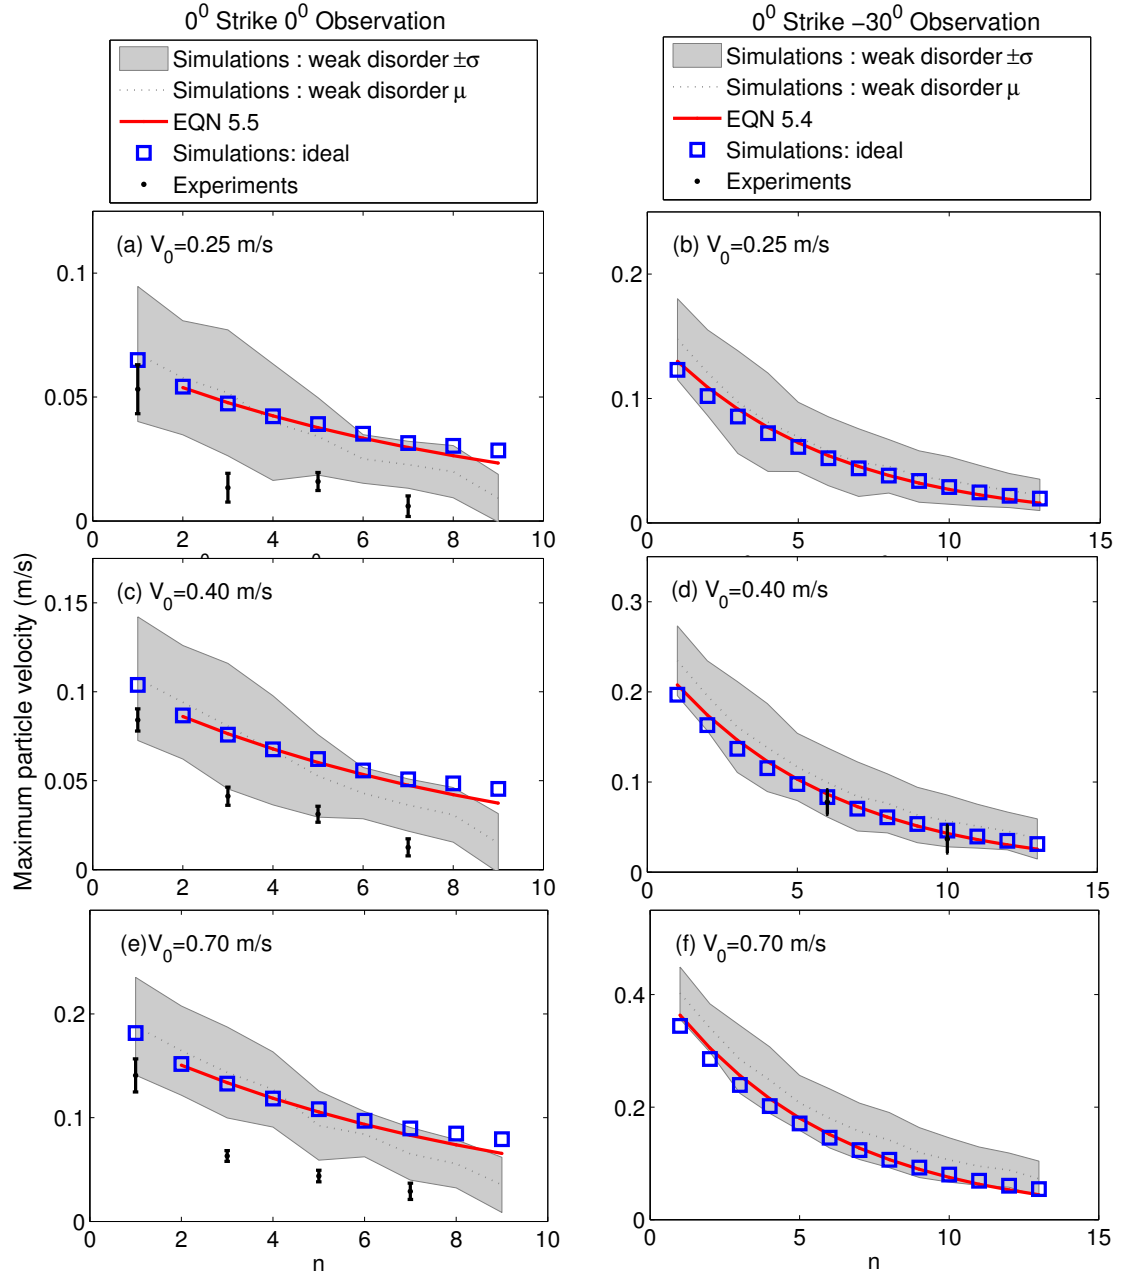 0⁰ Strike 0⁰ Observation
Simulations : weak disorder ±σ
Simulations : weak disorder μ
EQN 5.5
Simulations: ideal
Experiments
0⁰ Strike −30⁰ Observation
Simulations : weak disorder ±σ
Simulations : weak disorder μ
EQN 5.4
Simulations: ideal
Experiments
Maximum particle velocity (m/s)
(a) V₀=0.25 m/s
0.1
0.05
0
0 2 4 6 8 10
(b) V₀=0.25 m/s
0.2
0.1
0
0 5 10 15
(c) V₀=0.40 m/s
0.15
0.1
0.05
0
0 2 4 6 8 10
(d) V₀=0.40 m/s
0.3
0.2
0.1
0
0 5 10 15
(e)V₀=0.70 m/s
0.2
0.1
0
0 2 4 6 8 10
n
(f) V₀=0.70 m/s
0.4
0.2
0
0 5 10 15
n